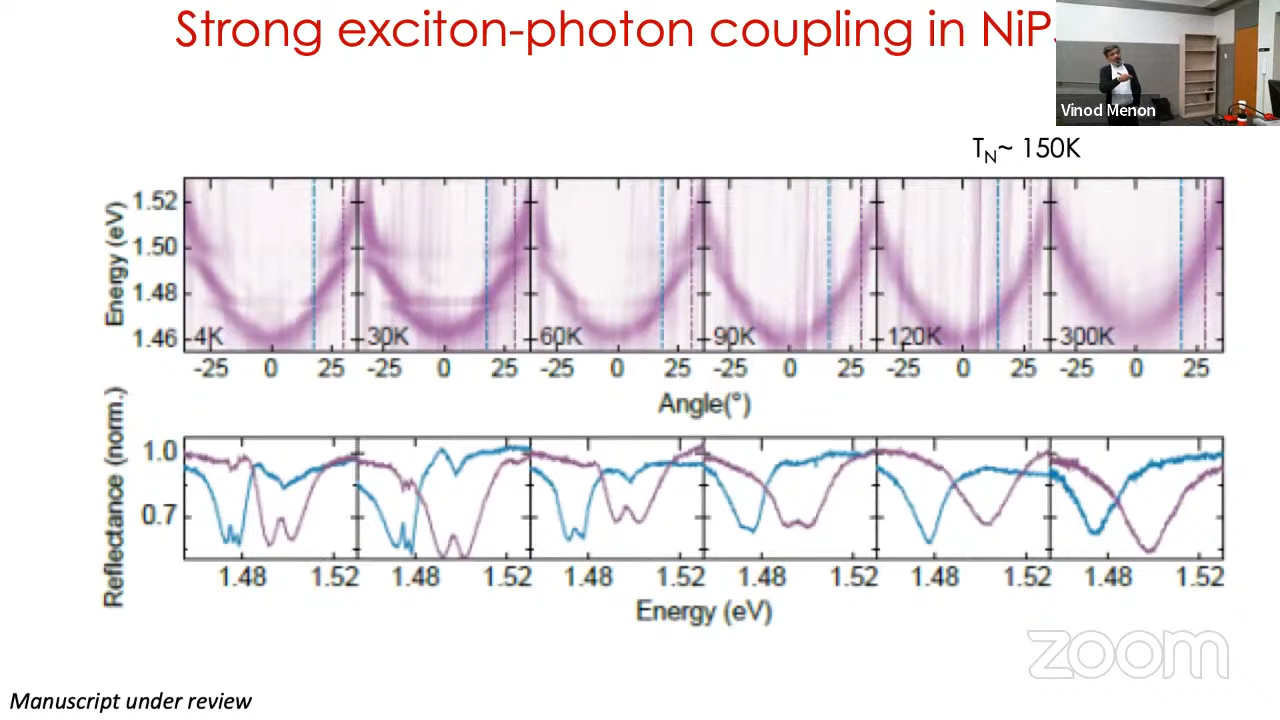 Strong exciton-photon coupling in NiP
Vinod Menon
T_N~ 150K
Energy (eV)
1.52
1.50
1.48
1.46
4K 30K 60K 90K 120K 300K
-25 0 25 -25 0 25 -25 0 25 -25 0 25 -25 0 25 -25 0 25
Angle(°)
Reflectance (norm.)
1.0
0.7
1.48 1.52 1.48 1.52 1.48 1.52 1.48 1.52 1.48 1.52 1.48 1.52
Energy (eV)
zoom
Manuscript under review